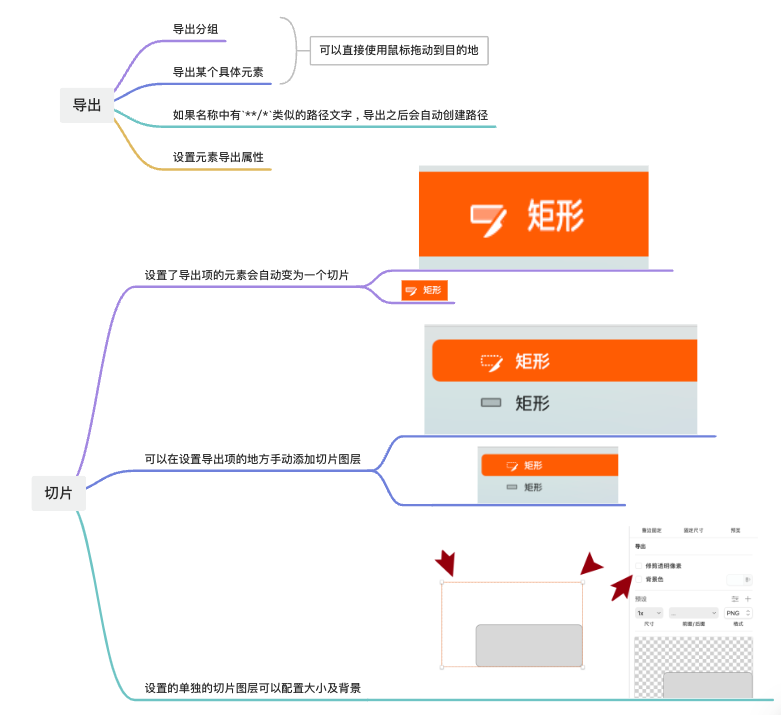 导出分组
可以直接使用鼠标拖动到目的地
导出某个具体元素
导出
如果名称中有`**/*`类似的路径文字，导出之后会自动创建路径
设置元素导出属性
矩形
设置了导出项的元素会自动变为一个切片
矩形
矩形
矩形
可以在设置导出项的地方手动添加切片图层
矩形
矩形
切片
预览
导出
修剪透明像素
背景色
预设
1x
...
PNG
尺寸
前缀/后缀
格式
设置的单独的切片图层可以配置大小及背景